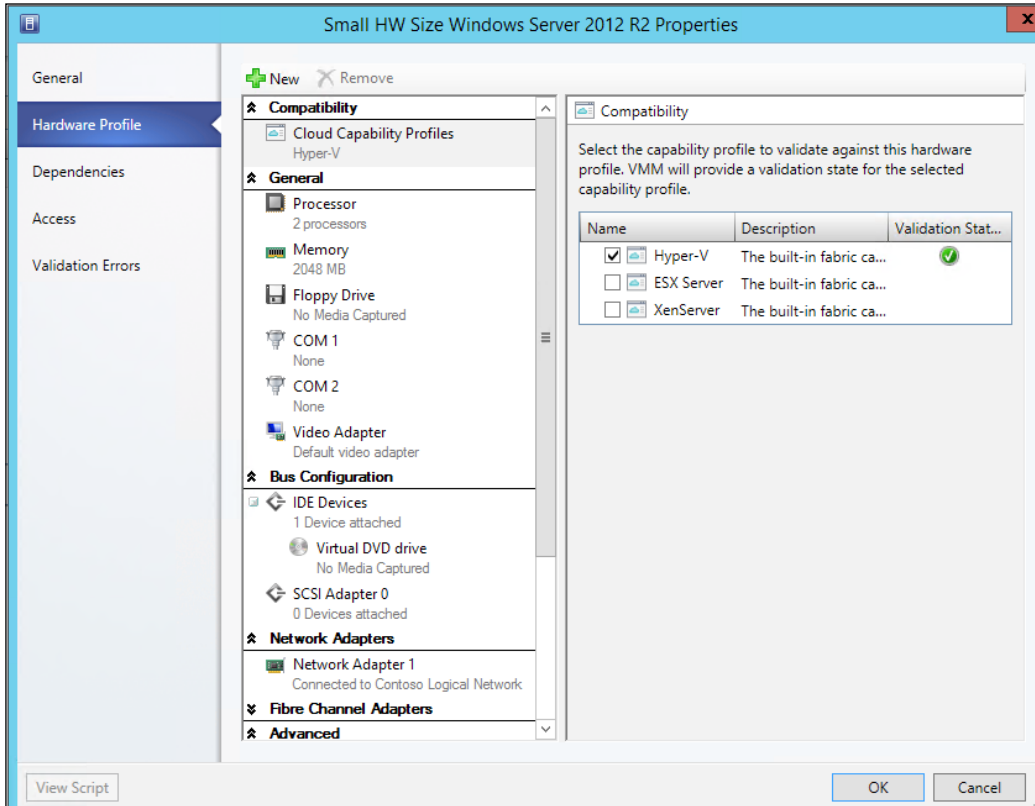 Small HW Size Windows Server 2012 R2 Properties
x
General
Hardware Profile
Dependencies
Access
Validation Errors
New Remove
Compatibility
Cloud Capability Profiles
Hyper-V
General
Processor
2 processors
Memory
2048 MB
Floppy Drive
No Media Captured
COM 1
None
COM 2
None
Video Adapter
Default video adapter
Bus Configuration
IDE Devices
1 Device attached
Virtual DVD drive
No Media Captured
SCSI Adapter 0
0 Devices attached
Network Adapters
Network Adapter 1
Connected to Contoso Logical Network
Fibre Channel Adapters
Advanced
Compatibility
Select the capability profile to validate against this hardware
profile. VMM will provide a validation state for the selected
capability profile.
Name Description Validation Stat...
Hyper-V The built-in fabric ca...
ESX Server The built-in fabric ca...
XenServer The built-in fabric ca...
View Script OK Cancel